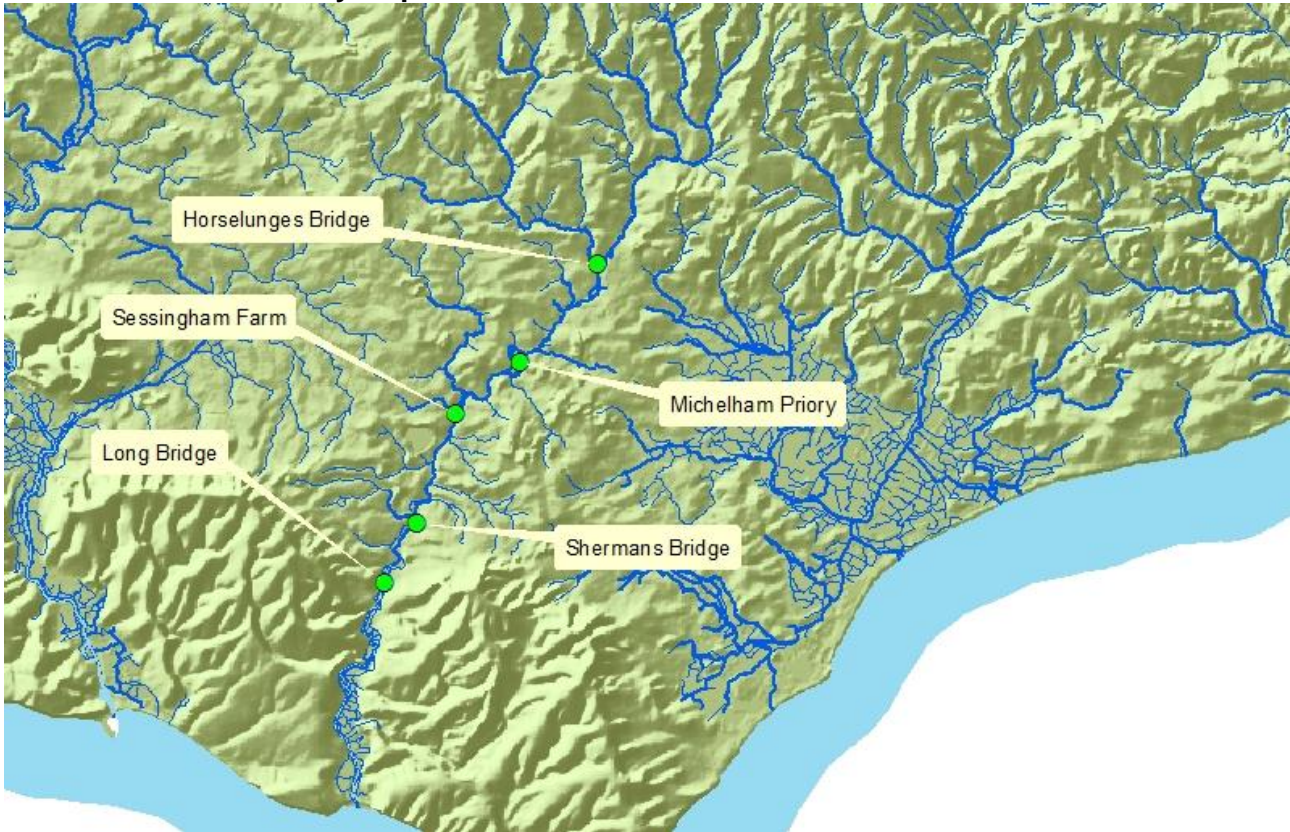 Horselunges Bridge
Sessingham Farm
Michelham Priory
Long Bridge
Shermans Bridge